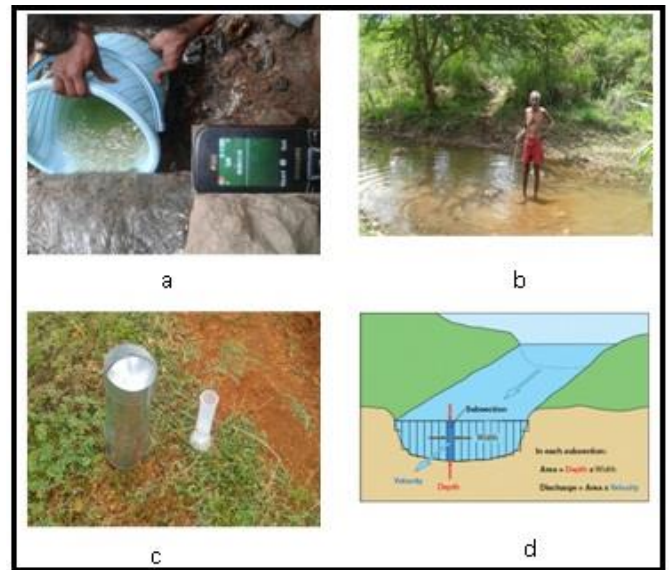 a
b
c
Subsection
Width
Velocity
Depth
In each subsection:
Area = Depth x Width
Discharge = Area x Velocity
d